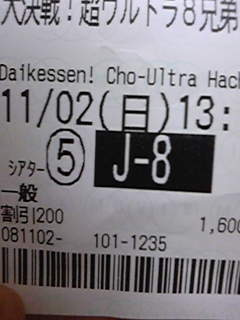 大決戦!超ウルトラ8兄弟
Daikessen! Cho-Ultra Hach
11/02(日)13:
シアター ⑤ J-8
一般
割引200
1,600
081102- 101-1235